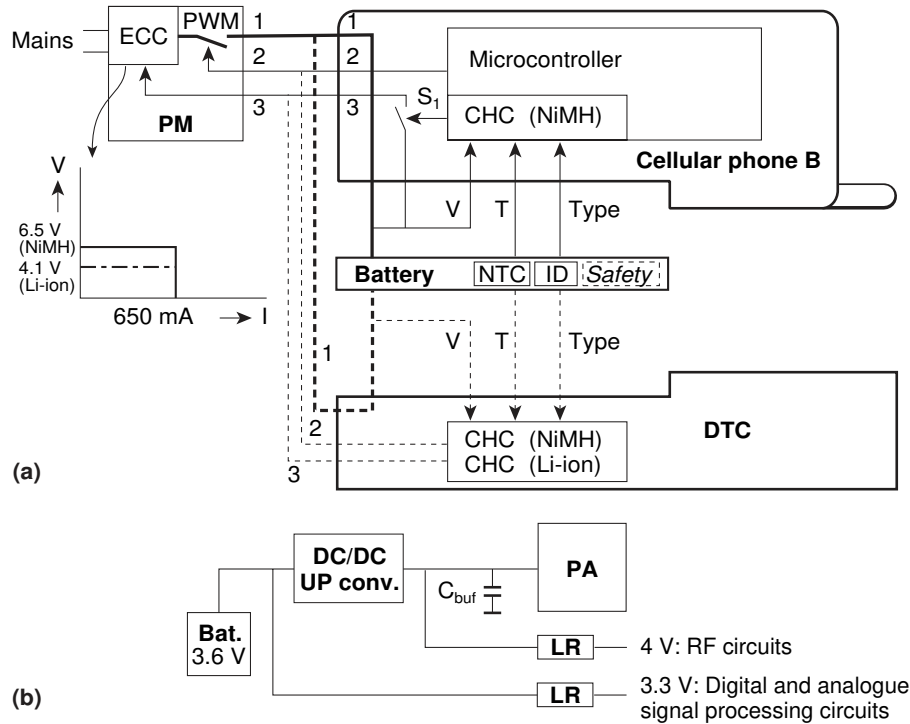 PWM 1 1
Mains ECC
2 2
Microcontroller
3 3 S1
PM
CHC (NiMH)
Cellular phone B
V
6.5 V
(NiMH)
4.1 V
(Li-ion)
650 mA I
V T Type
Battery NTC ID Safety
V T Type
1
2
3
CHC (NiMH)
CHC (Li-ion)
DTC
(a)
DC/DC
UP conv.
PA
Cbuf
Bat.
3.6 V
LR 4 V: RF circuits
(b)
LR 3.3 V: Digital and analogue
signal processing circuits